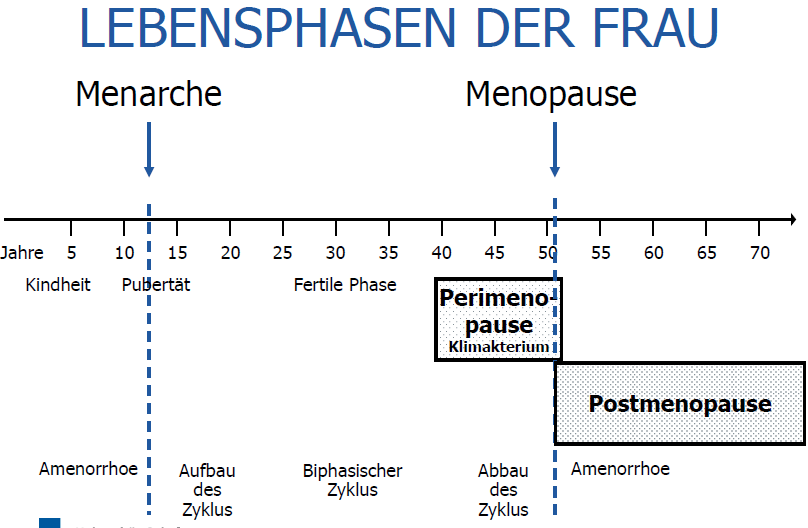 LEBENSPHASEN DER FRAU
Menarche Menopause
Jahre 5 10 15 20 25 30 35 40 45 50 55 60 65 70
Kindheit Pubertät Fertile Phase
Perimeno-
pause
Klimakterium
Postmenopause
Amenorrhoe
Aufbau
des
Zyklus
Biphasischer
Zyklus
Abbau
des
Zyklus
Amenorrhoe